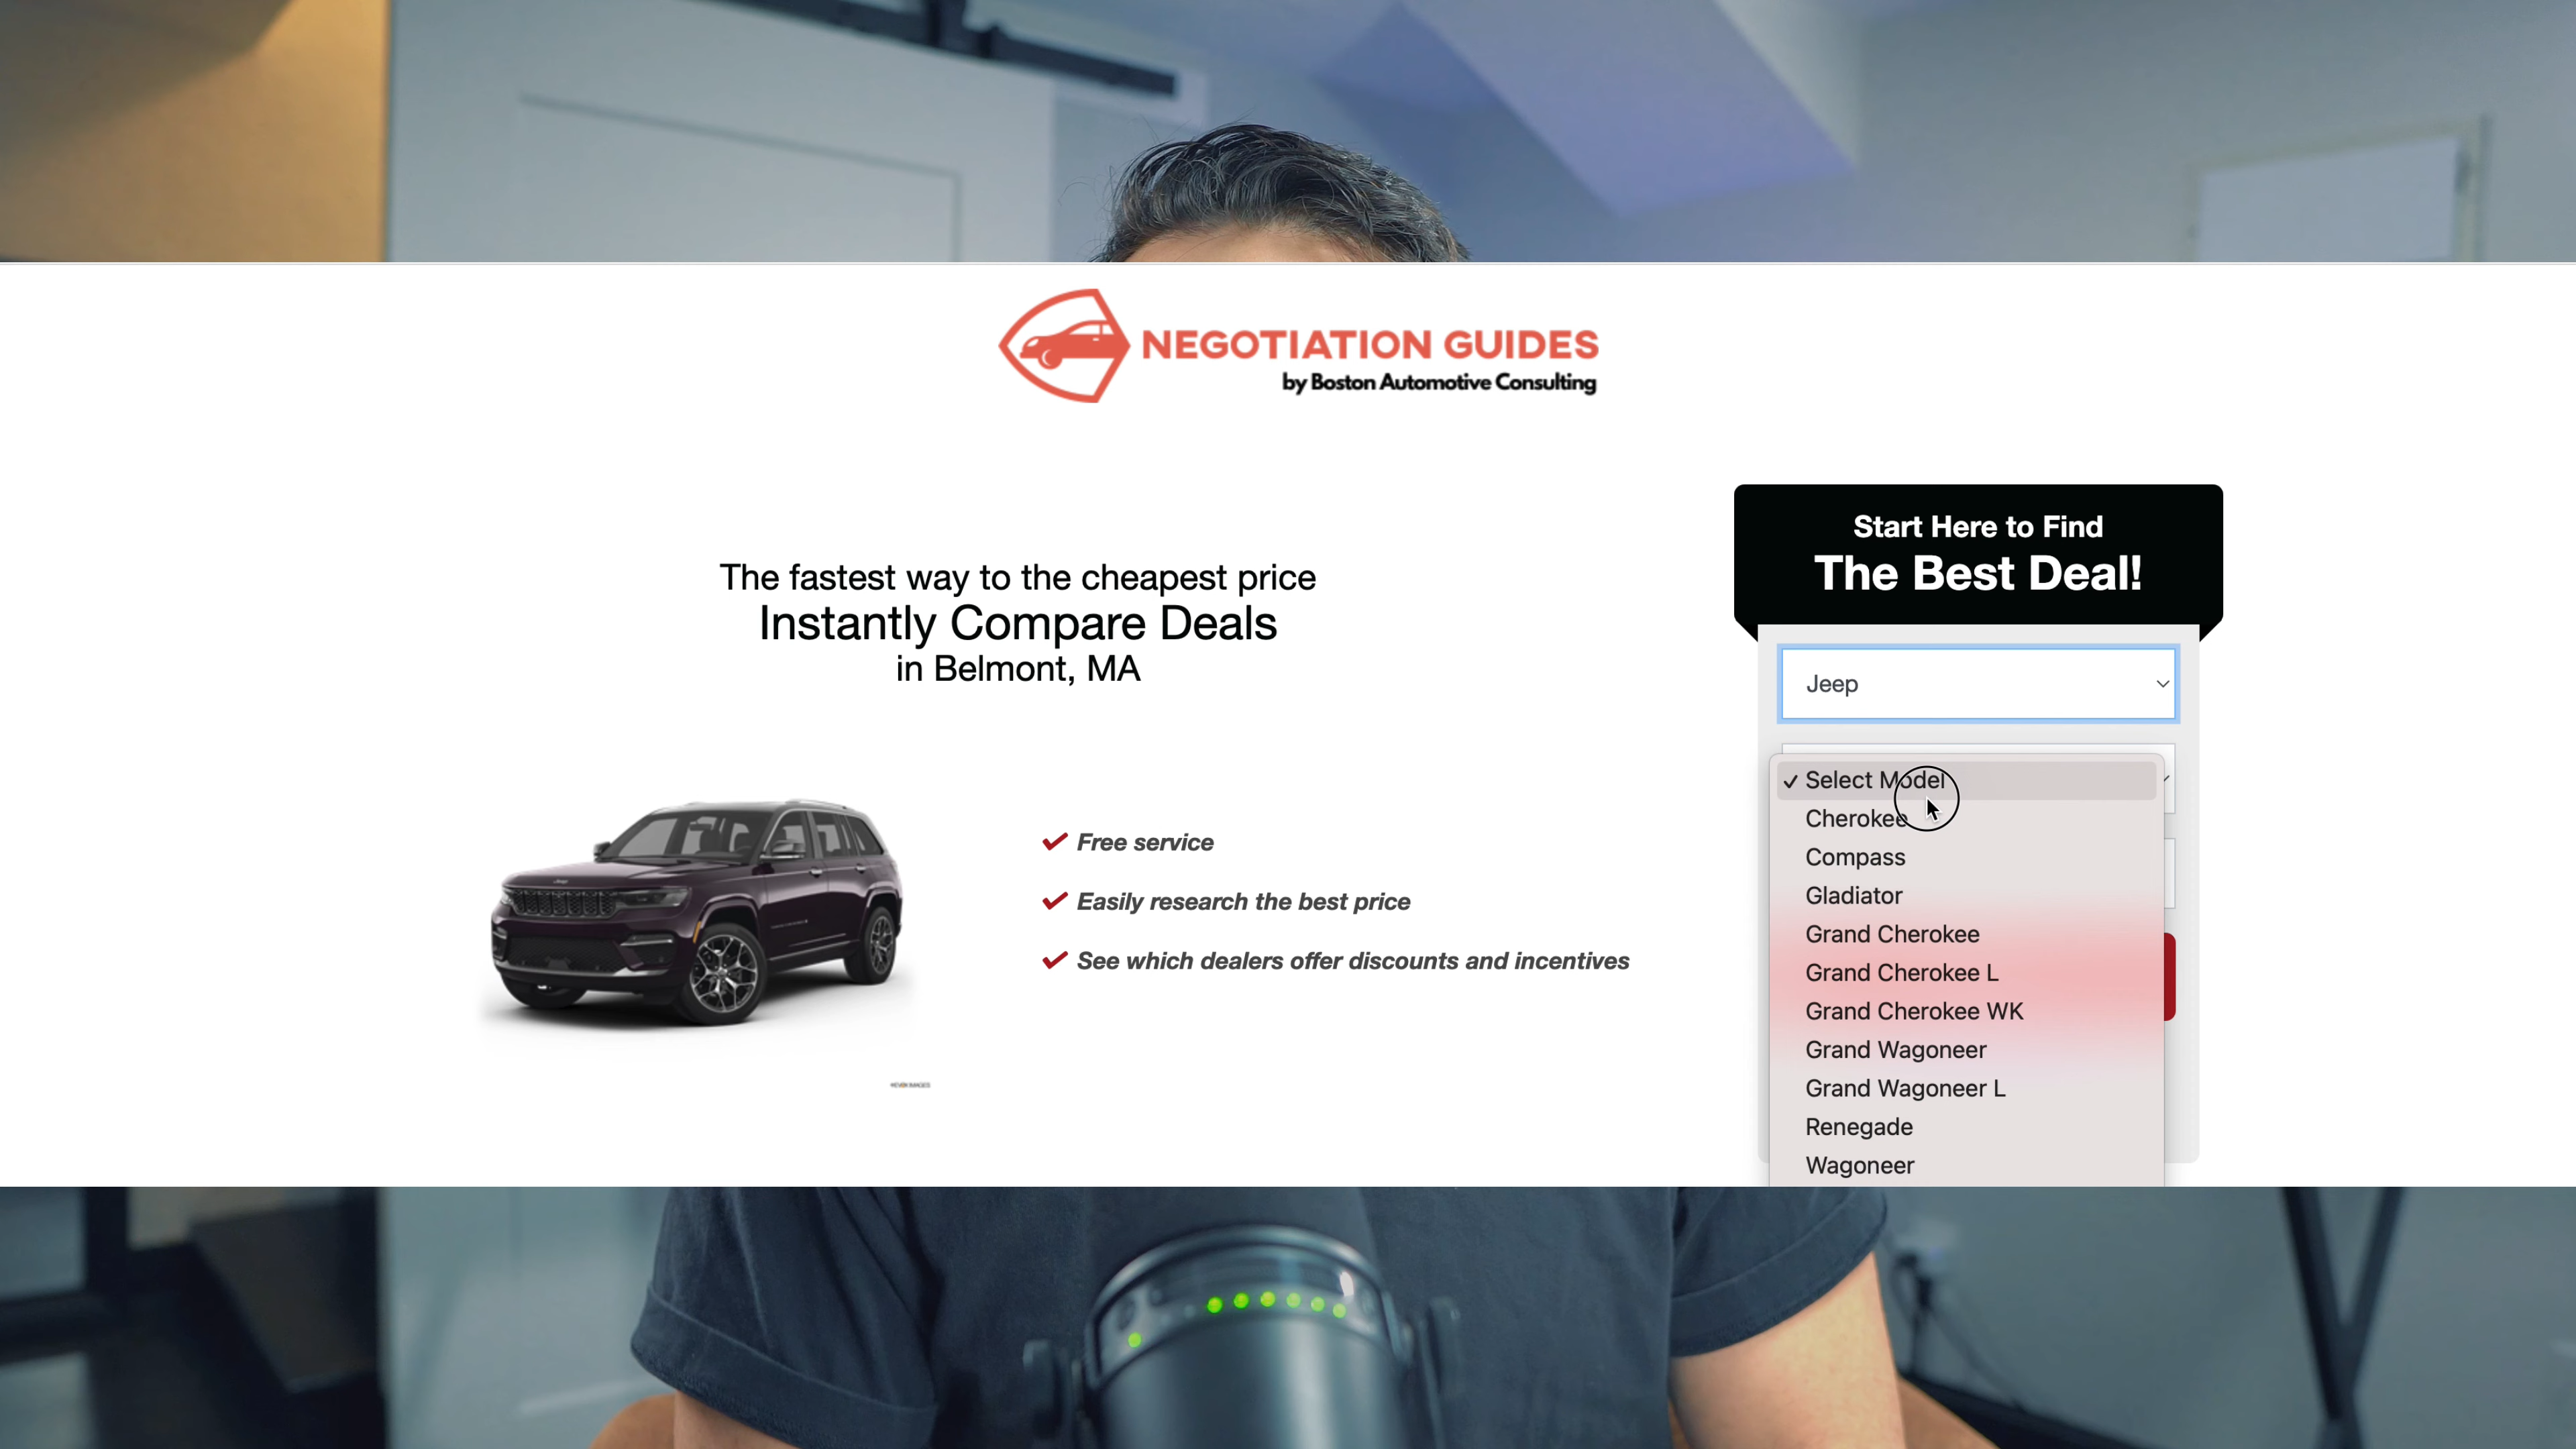 NEGOTIATION GUIDES
by Boston Automotive Consulting
The fastest way to the cheapest price
Instantly Compare Deals
in Belmont, MA
Free service
Easily research the best price
See which dealers offer discounts and incentives
Start Here to Find
The Best Deal!
Jeep
✓ Select Model
Cherokee
Compass
Gladiator
Grand Cherokee
Grand Cherokee L
Grand Cherokee WK
Grand Wagoneer
Grand Wagoneer L
Renegade
Wagoneer